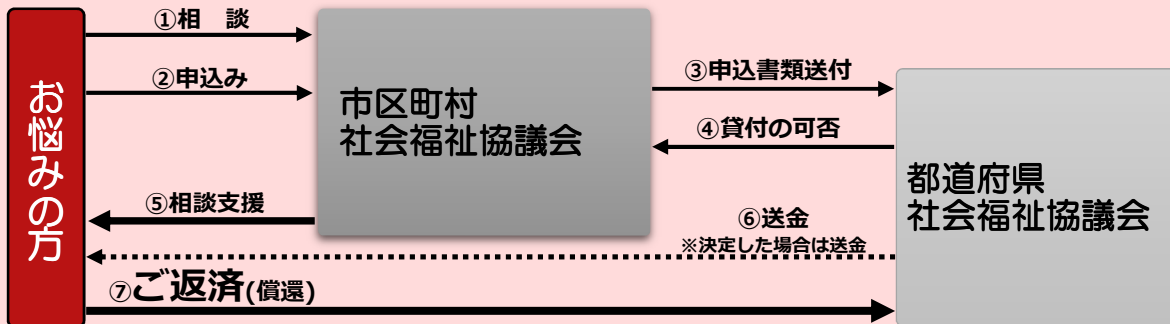 お悩みの方
①相　談
②申込み
市区町村
社会福祉協議会
③申込書類送付
④貸付の可否
都道府県
社会福祉協議会
⑤相談支援
⑥送金
※決定した場合は送金
⑦ご返済(償還)